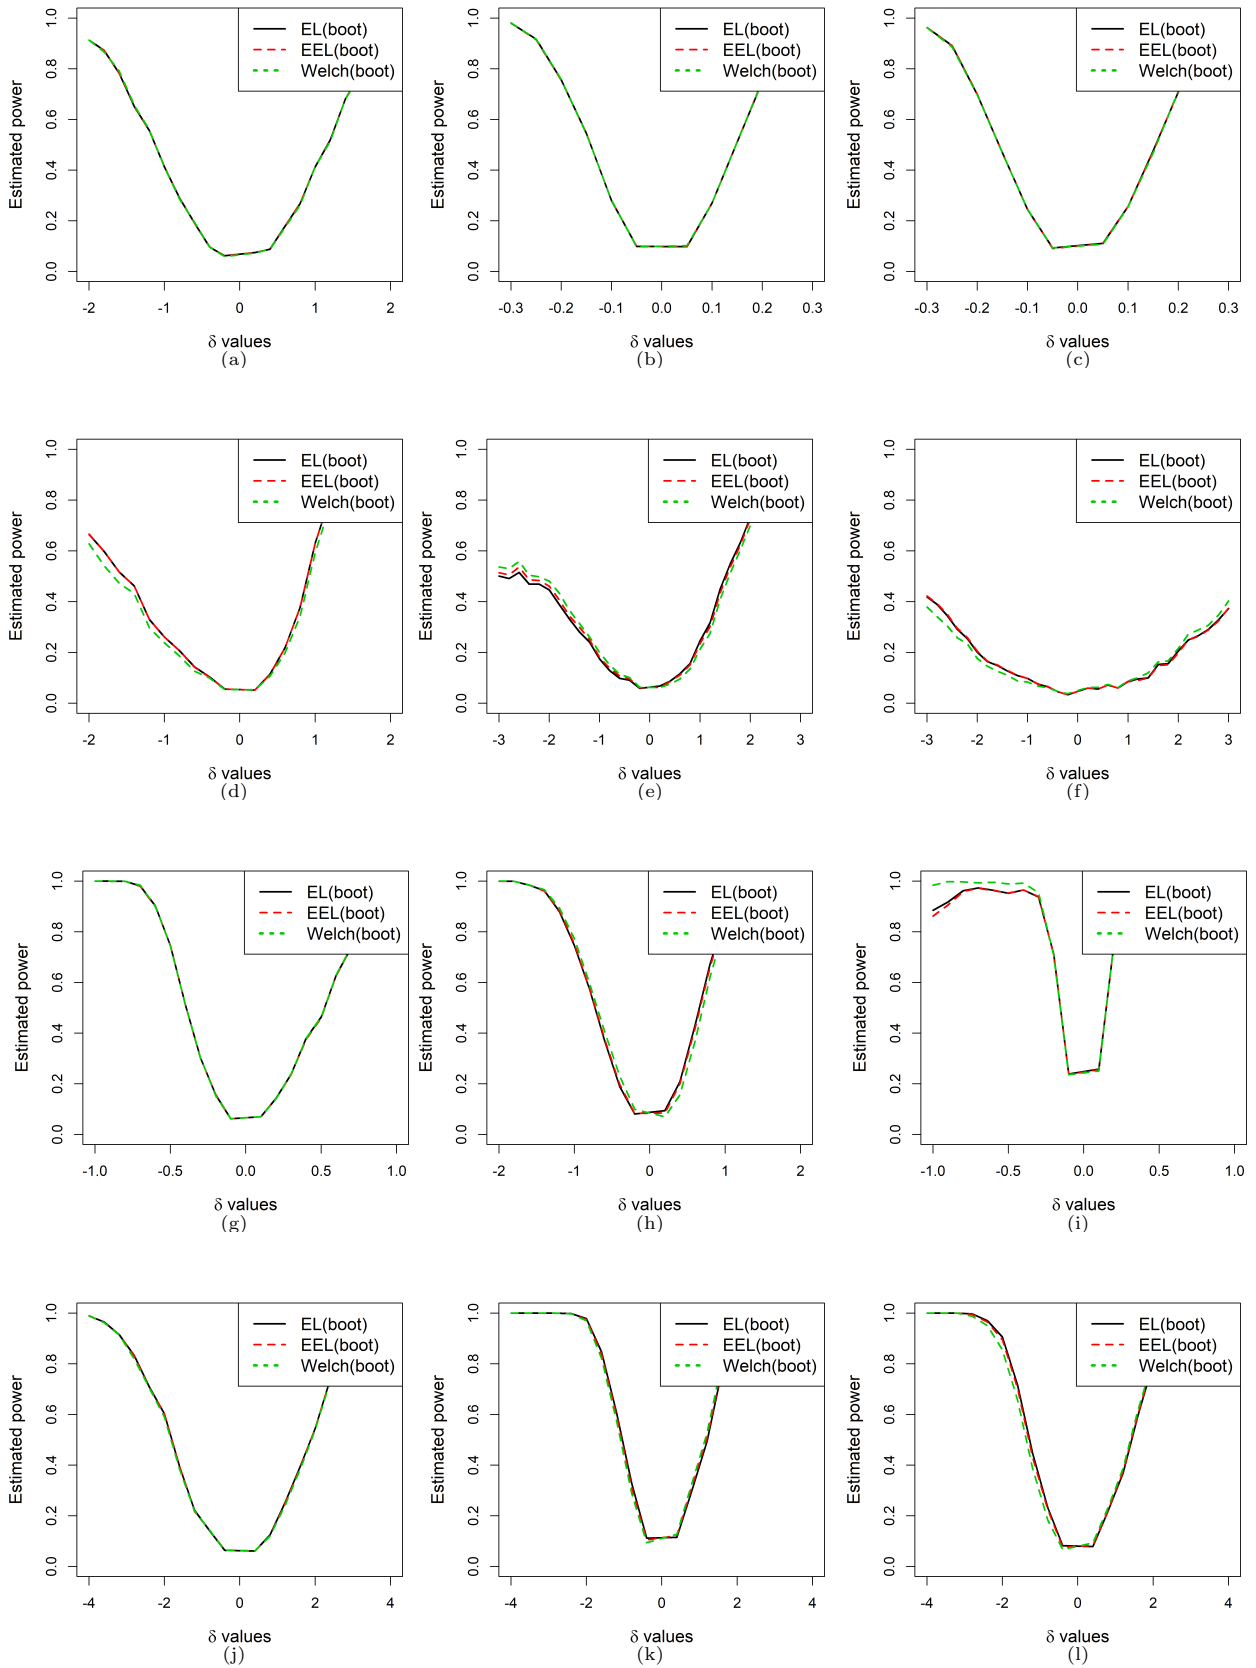 EL(boot)
EEL(boot)
Welch(boot)
Estimated power
0.0 0.2 0.4 0.6 0.8 1.0
-2 -1 0 1 2
δ values
(a)
EL(boot)
EEL(boot)
Welch(boot)
Estimated power
0.0 0.2 0.4 0.6 0.8 1.0
-0.3 -0.2 -0.1 0.0 0.1 0.2 0.3
δ values
(b)
EL(boot)
EEL(boot)
Welch(boot)
Estimated power
0.0 0.2 0.4 0.6 0.8 1.0
-0.3 -0.2 -0.1 0.0 0.1 0.2 0.3
δ values
(c)
EL(boot)
EEL(boot)
Welch(boot)
Estimated power
0.0 0.2 0.4 0.6 0.8 1.0
-2 -1 0 1 2
δ values
(d)
EL(boot)
EEL(boot)
Welch(boot)
Estimated power
0.0 0.2 0.4 0.6 0.8 1.0
-3 -2 -1 0 1 2 3
δ values
(e)
EL(boot)
EEL(boot)
Welch(boot)
Estimated power
0.0 0.2 0.4 0.6 0.8 1.0
-3 -2 -1 0 1 2 3
δ values
(f)
EL(boot)
EEL(boot)
Welch(boot)
Estimated power
0.0 0.2 0.4 0.6 0.8 1.0
-1.0 -0.5 0.0 0.5 1.0
δ values
(g)
EL(boot)
EEL(boot)
Welch(boot)
Estimated power
0.0 0.2 0.4 0.6 0.8 1.0
-2 -1 0 1 2
δ values
(h)
EL(boot)
EEL(boot)
Welch(boot)
Estimated power
0.0 0.2 0.4 0.6 0.8 1.0
-1.0 -0.5 0.0 0.5 1.0
δ values
(i)
EL(boot)
EEL(boot)
Welch(boot)
Estimated power
0.0 0.2 0.4 0.6 0.8 1.0
-4 -2 0 2 4
δ values
(j)
EL(boot)
EEL(boot)
Welch(boot)
Estimated power
0.0 0.2 0.4 0.6 0.8 1.0
-4 -2 0 2 4
δ values
(k)
EL(boot)
EEL(boot)
Welch(boot)
Estimated power
0.0 0.2 0.4 0.6 0.8 1.0
-4 -2 0 2 4
δ values
(l)